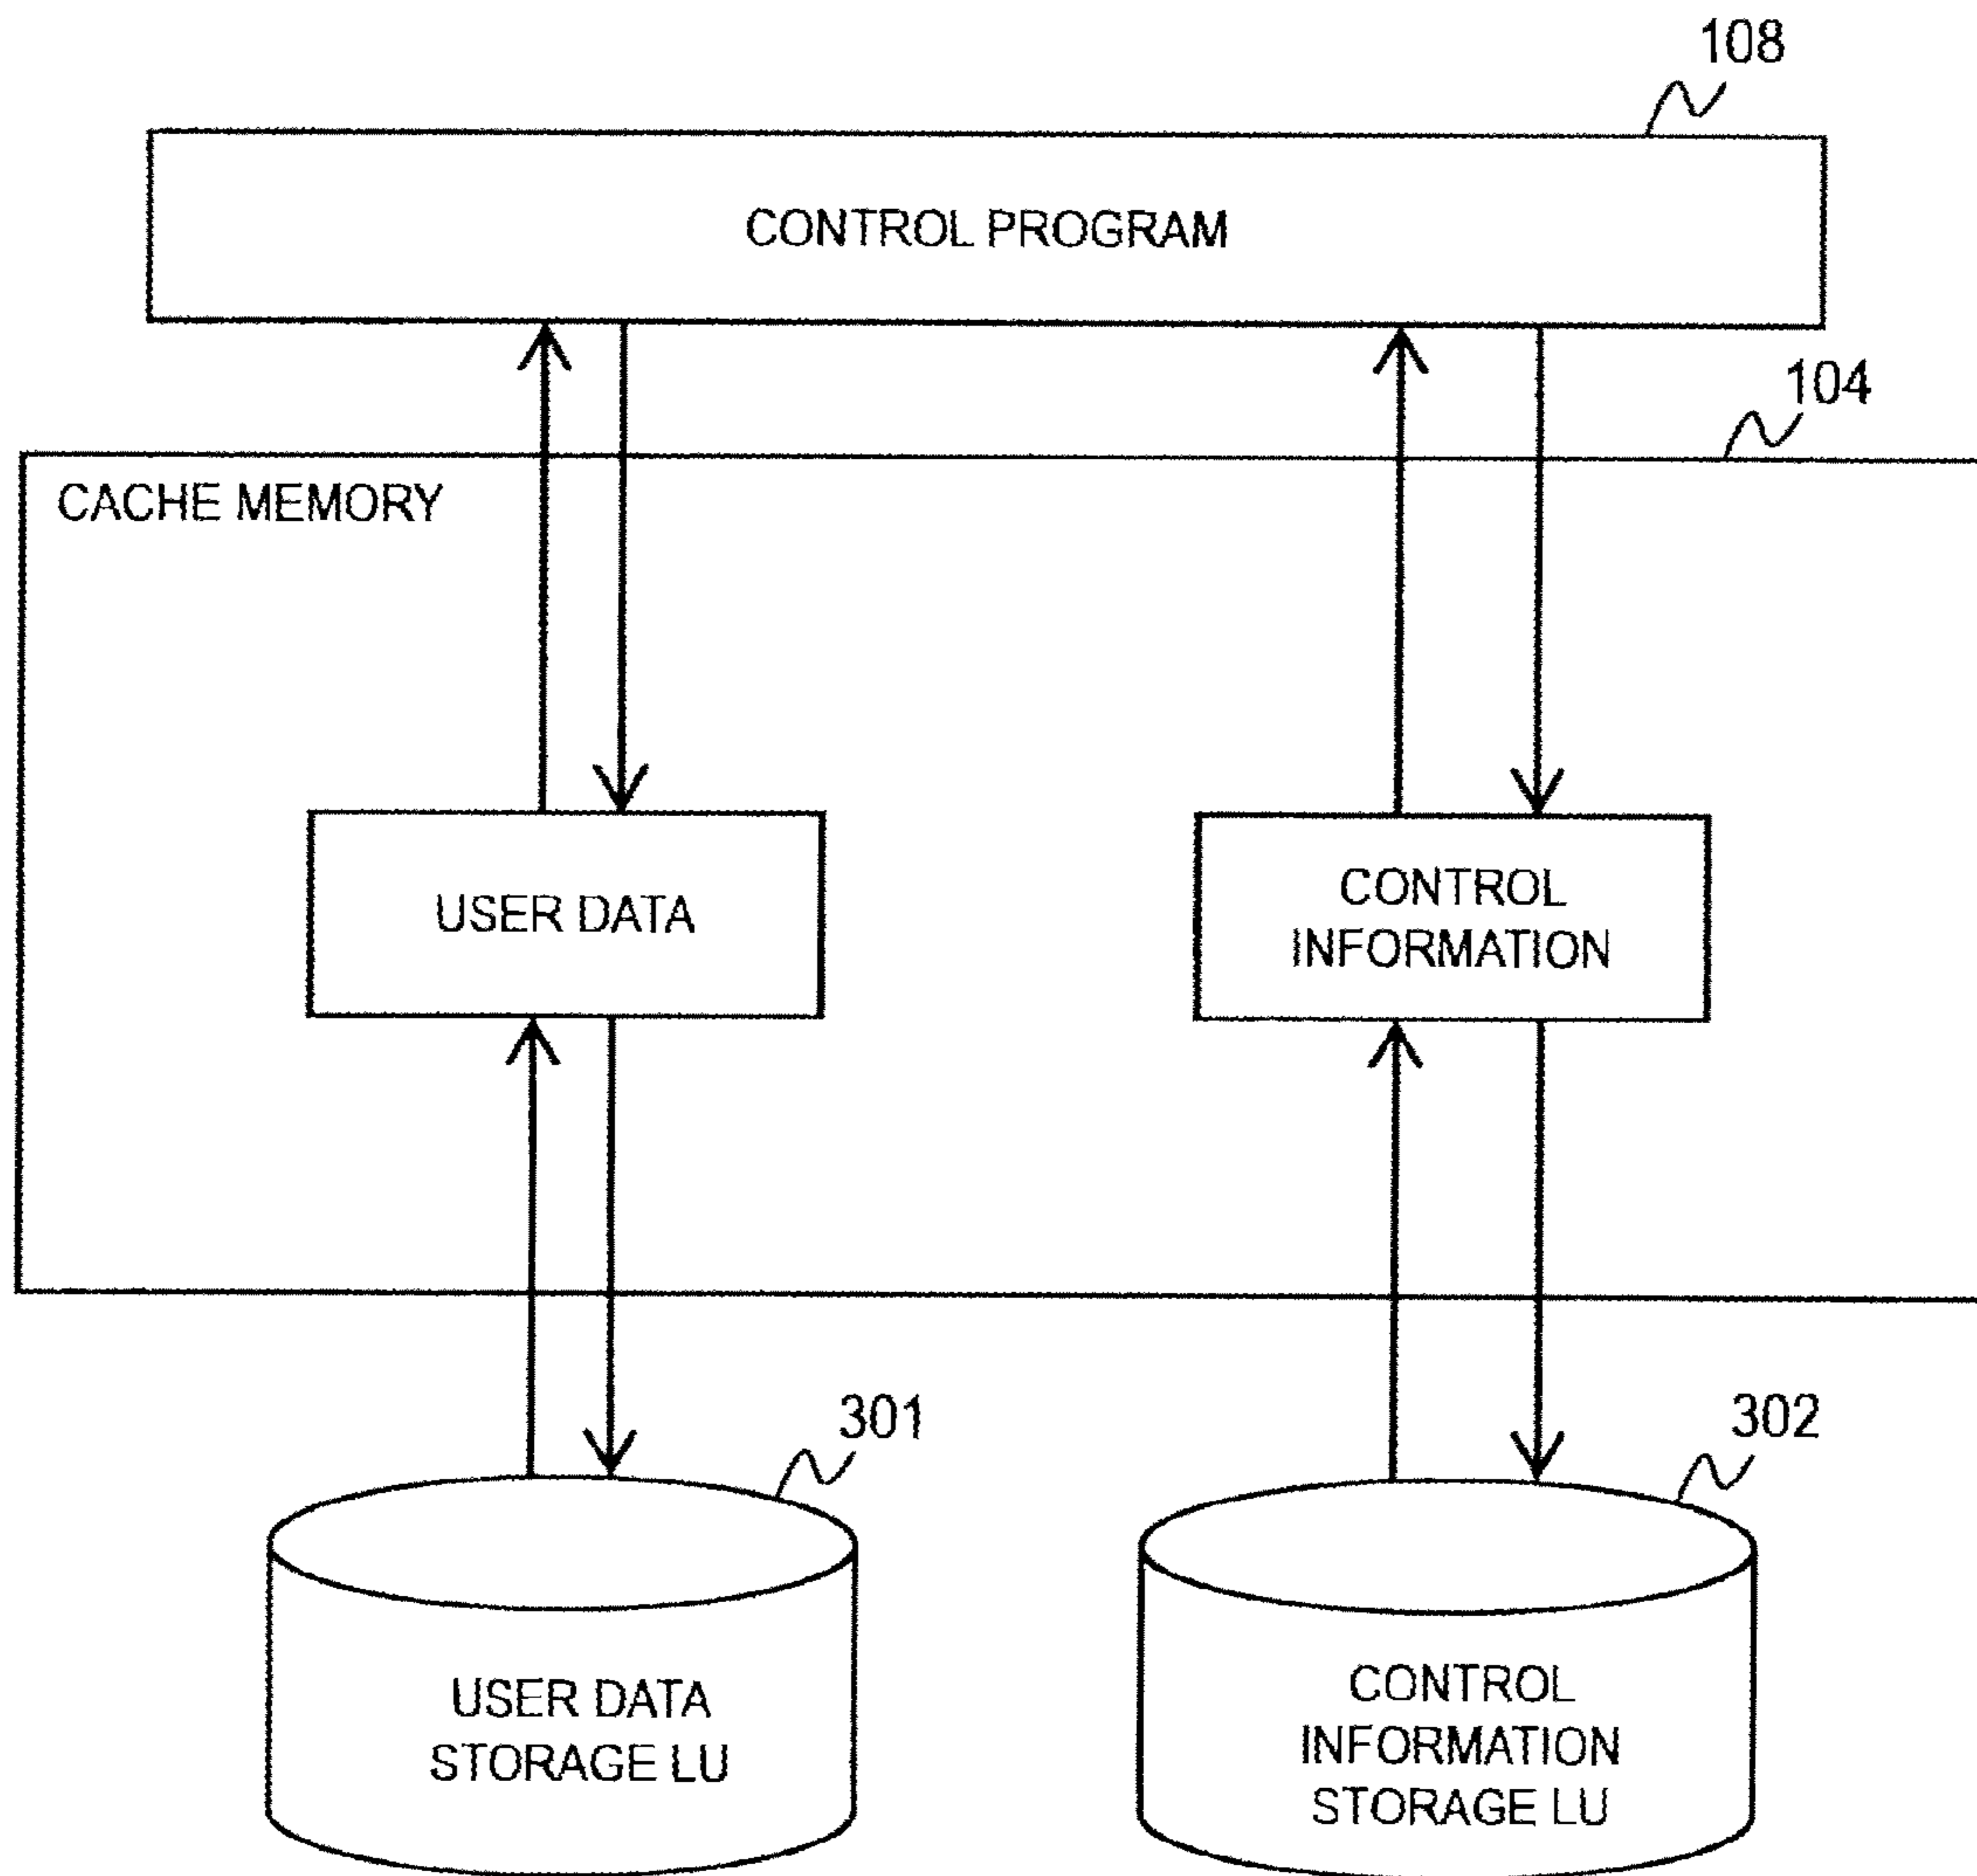 108
CONTROL PROGRAM
104
CACHE MEMORY
USER DATA
CONTROL
INFORMATION
301
302
USER DATA
STORAGE LU
CONTROL
INFORMATION
STORAGE LU